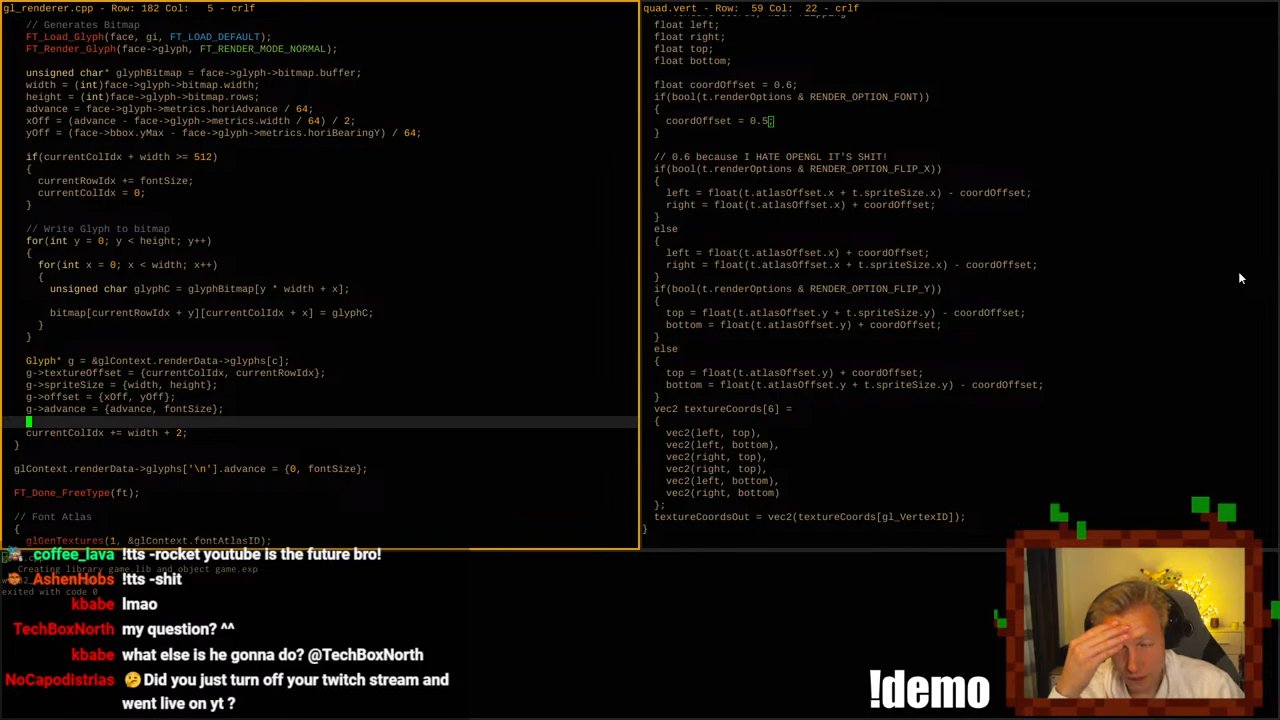 gl_renderer.cpp - Row: 182 Col:   5 - crlf
// Generates Bitmap
FT_Load_Glyph(face, gi, FT_LOAD_DEFAULT);
FT_Render_Glyph(face->glyph, FT_RENDER_MODE_NORMAL);
unsigned char* glyphBitmap = face->glyph->bitmap.buffer;
width = (int)face->glyph->bitmap.width;
height = (int)face->glyph->bitmap.rows;
advance = face->glyph->metrics.horiAdvance / 64;
xOff = (advance - face->glyph->metrics.width / 64) / 2;
yOff = (face->bbox.yMax - face->glyph->metrics.horiBearingY) / 64;
if(currentColIdx + width >= 512)
{
currentRowIdx += fontSize;
currentColIdx = 0;
}
// Write Glyph to bitmap
for(int y = 0; y < height; y++)
{
for(int x = 0; x < width; x++)
{
unsigned char glyphC = glyphBitmap[y * width + x];
bitmap[currentRowIdx + y][currentColIdx + x] = glyphC;
}
}
Glyph* g = &glContext.renderData->glyphs[c];
g->textureOffset = {currentColIdx, currentRowIdx};
g->spriteSize = {width, height};
g->offset = {xOff, yOff};
g->advance = {advance, fontSize};
currentColIdx += width + 2;
}
glContext.renderData->glyphs['\n'].advance = {0, fontSize};
FT_Done_FreeType(ft);
// Font Atlas
{
glGenTextures(1, &glContext.fontAtlasID);
quad.vert - Row:  59 Col:  22 - crlf
float left;
float right;
float top;
float bottom;
float coordOffset = 0.6;
if(bool(t.renderOptions & RENDER_OPTION_FONT))
{
coordOffset = 0.5;
}
// 0.6 because I HATE OPENGL IT'S SHIT!
if(bool(t.renderOptions & RENDER_OPTION_FLIP_X))
{
left = float(t.atlasOffset.x + t.spriteSize.x) - coordOffset;
right = float(t.atlasOffset.x) + coordOffset;
}
else
{
left = float(t.atlasOffset.x) + coordOffset;
right = float(t.atlasOffset.x + t.spriteSize.x) - coordOffset;
}
if(bool(t.renderOptions & RENDER_OPTION_FLIP_Y))
{
top = float(t.atlasOffset.y + t.spriteSize.y) - coordOffset;
bottom = float(t.atlasOffset.y) + coordOffset;
}
else
{
top = float(t.atlasOffset.y) + coordOffset;
bottom = float(t.atlasOffset.y + t.spriteSize.y) - coordOffset;
}
vec2 textureCoords[6] =
{
vec2(left, top),
vec2(left, bottom),
vec2(right, top),
vec2(right, top),
vec2(left, bottom),
vec2(right, bottom)
};
textureCoordsOut = vec2(textureCoords[gl_VertexID]);
}
coffee_lava !tts -rocket youtube is the future bro!
Creating library game.lib and object game.exp
AshenHobs !tts -shit
exited with code 0
kbabe lmao
TechBoxNorth my question? ^^
kbabe what else is he gonna do? @TechBoxNorth
NoCapodistrias 🤔Did you just turn off your twitch stream and
went live on yt ?
!demo